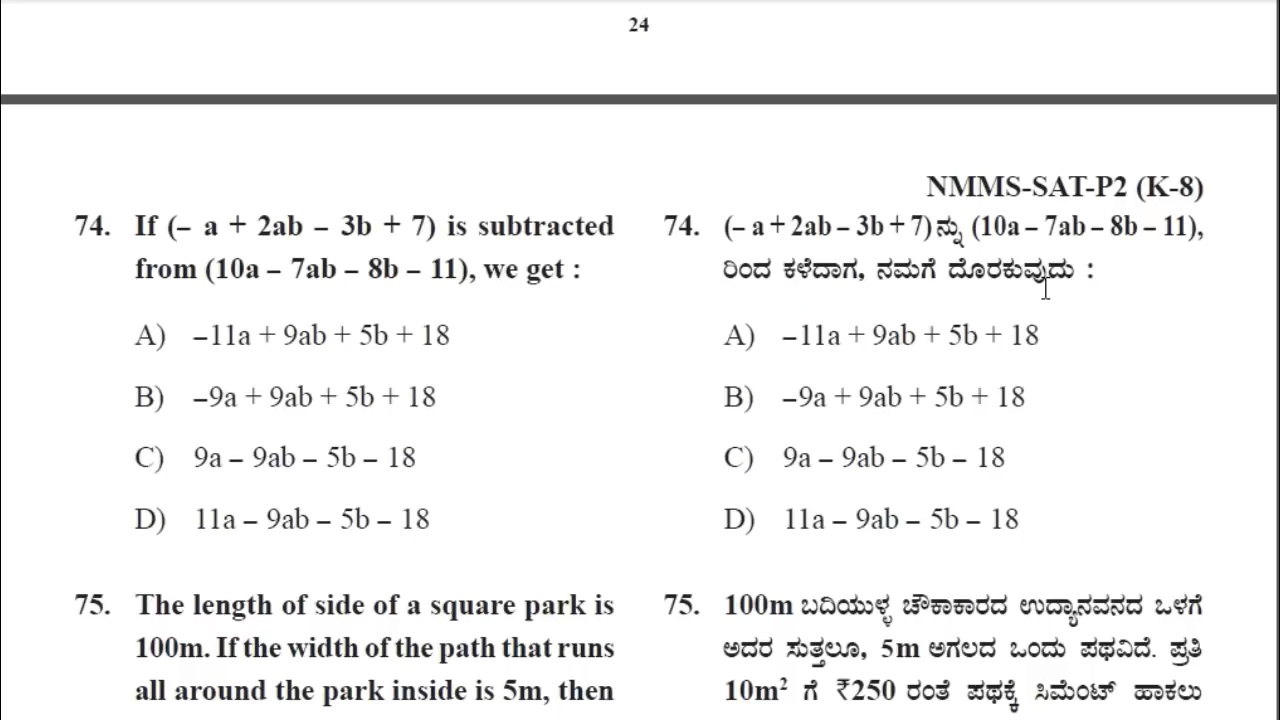 24
NMMS-SAT-P2 (K-8)
74. If (– a + 2ab – 3b + 7) is subtracted
from (10a – 7ab – 8b – 11), we get :
A) –11a + 9ab + 5b + 18
B) –9a + 9ab + 5b + 18
C) 9a – 9ab – 5b – 18
D) 11a – 9ab – 5b – 18
75. The length of side of a square park is
100m. If the width of the path that runs
all around the park inside is 5m, then
74. (– a + 2ab – 3b + 7) ನ್ನು (10a – 7ab – 8b – 11),
ರಿಂದ ಕಳೆದಾಗ, ನಮಗೆ ದೊರಕುವುದು :
A) –11a + 9ab + 5b + 18
B) –9a + 9ab + 5b + 18
C) 9a – 9ab – 5b – 18
D) 11a – 9ab – 5b – 18
75. 100m ಬದಿಯುಳ್ಳ ಚೌಕಾಕಾರದ ಉದ್ಯಾನವನದ ಒಳಗೆ
ಅದರ ಸುತ್ತಲೂ, 5m ಅಗಲದ ಒಂದು ಪಥವಿದೆ. ಪ್ರತಿ
10m² ಗೆ ₹250 ರಂತೆ ಪಥಕ್ಕೆ ಸಿಮೆಂಟ್ ಹಾಕಲು